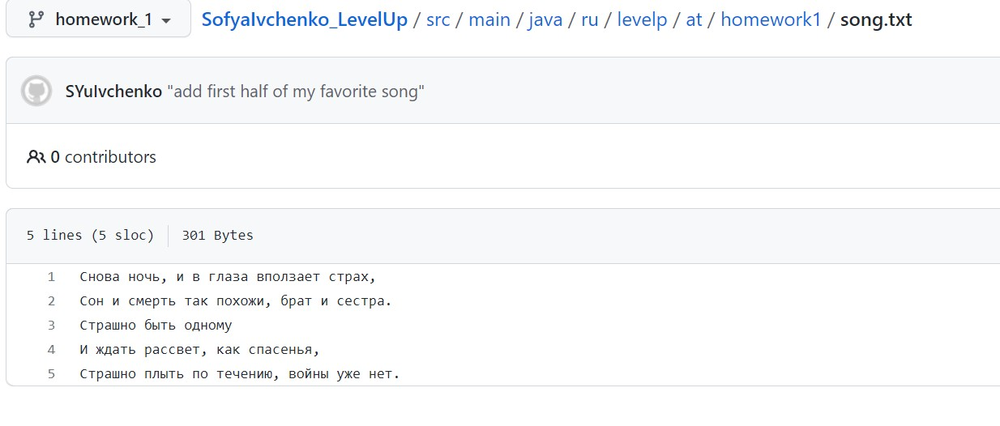 homework_1 SofyaIvchenko_LevelUp / src / main / java / ru / levelp / at / homework1 / song.txt
SYuIvchenko "add first half of my favorite song"
0 contributors
5 lines (5 sloc) 301 Bytes
1 Снова ночь, и в глаза вползает страх,
2 Сон и смерть так похожи, брат и сестра.
3 Страшно быть одному
4 И ждать рассвет, как спасенья,
5 Страшно плыть по течению, войны уже нет.